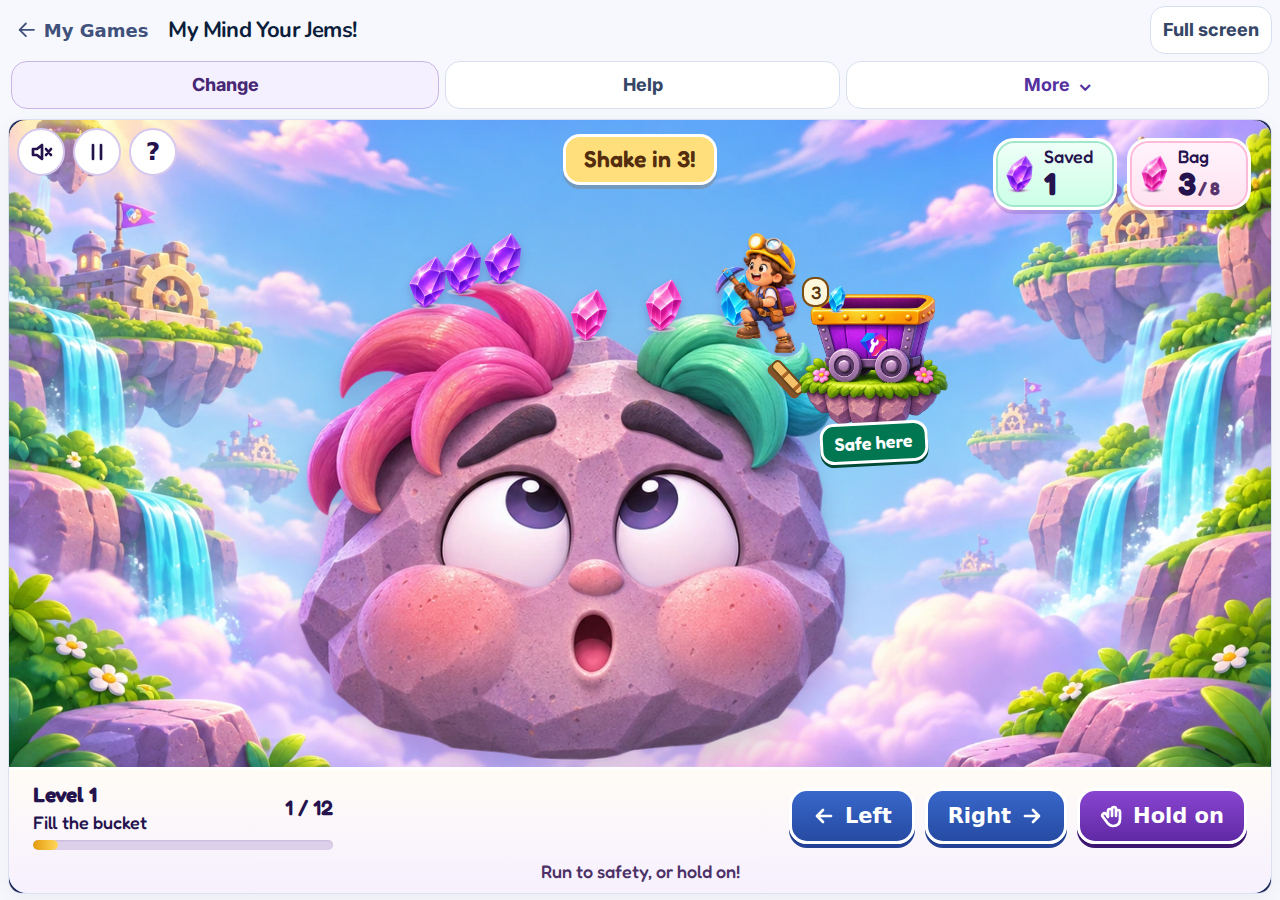 My Games
My Mind Your Jems!
Full screen
Change
Help
More
?
Shake in 3!
Saved
1
Bag
3/8
3
Safe here
Level 1
1 / 12
Fill the bucket
Left
Right
Hold on
Run to safety, or hold on!